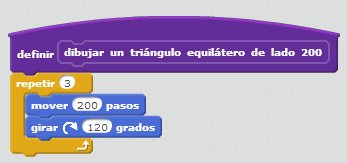 definir dibujar un triángulo equilátero de lado 200
repetir 3
mover 200 pasos
girar 120 grados